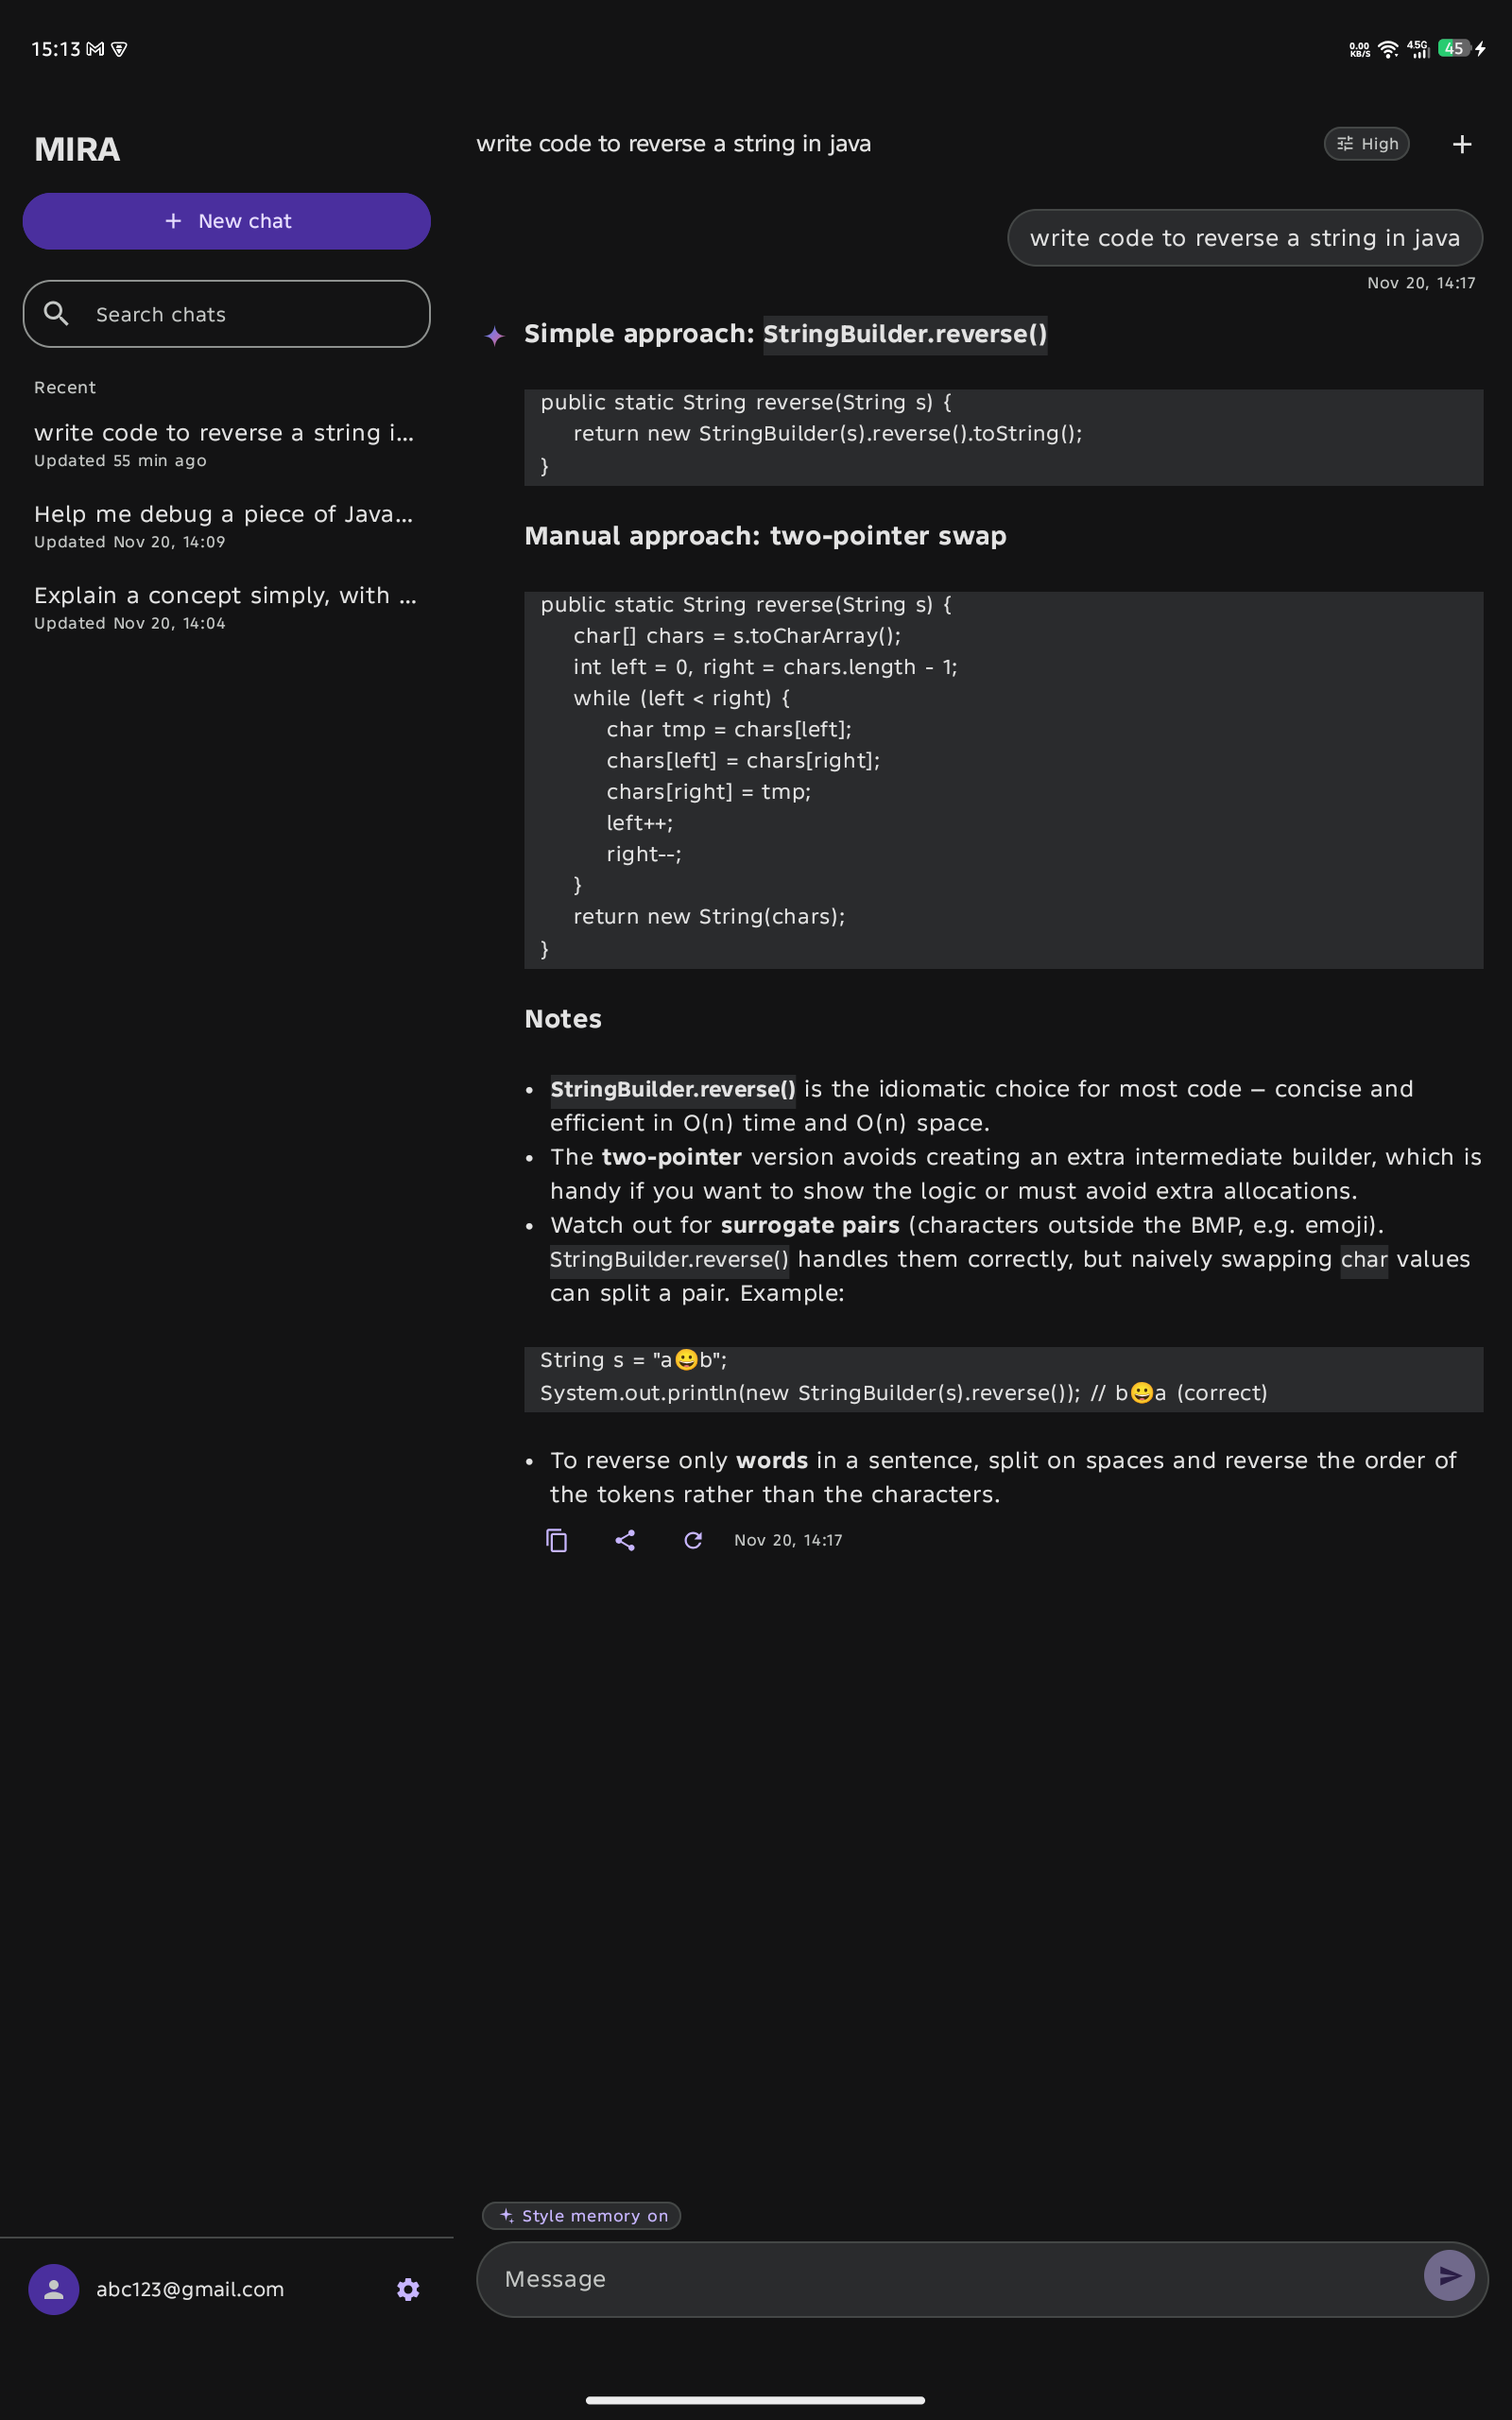 15:13
0.00 KB/S 4.5G 45
MIRA
New chat
Search chats
Recent
write code to reverse a string i...
Updated 55 min ago
Help me debug a piece of Java...
Updated Nov 20, 14:09
Explain a concept simply, with ...
Updated Nov 20, 14:04
abc123@gmail.com
write code to reverse a string in java
High
write code to reverse a string in java
Nov 20, 14:17
Simple approach: StringBuilder.reverse()
public static String reverse(String s) {
    return new StringBuilder(s).reverse().toString();
}
Manual approach: two-pointer swap
public static String reverse(String s) {
    char[] chars = s.toCharArray();
    int left = 0, right = chars.length - 1;
    while (left < right) {
        char tmp = chars[left];
        chars[left] = chars[right];
        chars[right] = tmp;
        left++;
        right--;
    }
    return new String(chars);
}
Notes
• StringBuilder.reverse() is the idiomatic choice for most code – concise and
efficient in O(n) time and O(n) space.
• The two-pointer version avoids creating an extra intermediate builder, which is
handy if you want to show the logic or must avoid extra allocations.
• Watch out for surrogate pairs (characters outside the BMP, e.g. emoji).
StringBuilder.reverse() handles them correctly, but naively swapping char values
can split a pair. Example:
String s = "a😀b";
System.out.println(new StringBuilder(s).reverse()); // b😀a (correct)
• To reverse only words in a sentence, split on spaces and reverse the order of
the tokens rather than the characters.
Nov 20, 14:17
Style memory on
Message